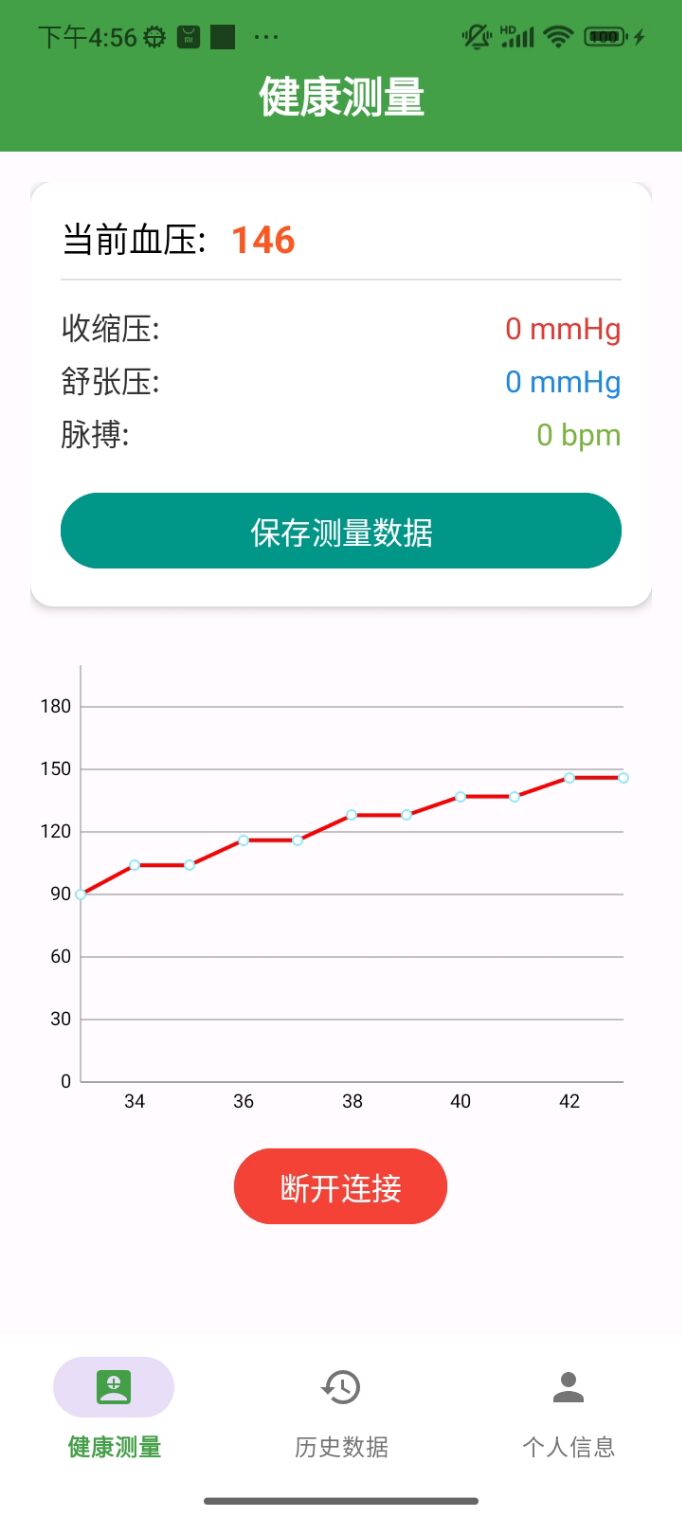 下午4:56
HD
100
健康测量
当前血压: 146
收缩压: 0 mmHg
舒张压: 0 mmHg
脉搏: 0 bpm
保存测量数据
180
150
120
90
60
30
0
34 36 38 40 42
断开连接
健康测量 历史数据 个人信息